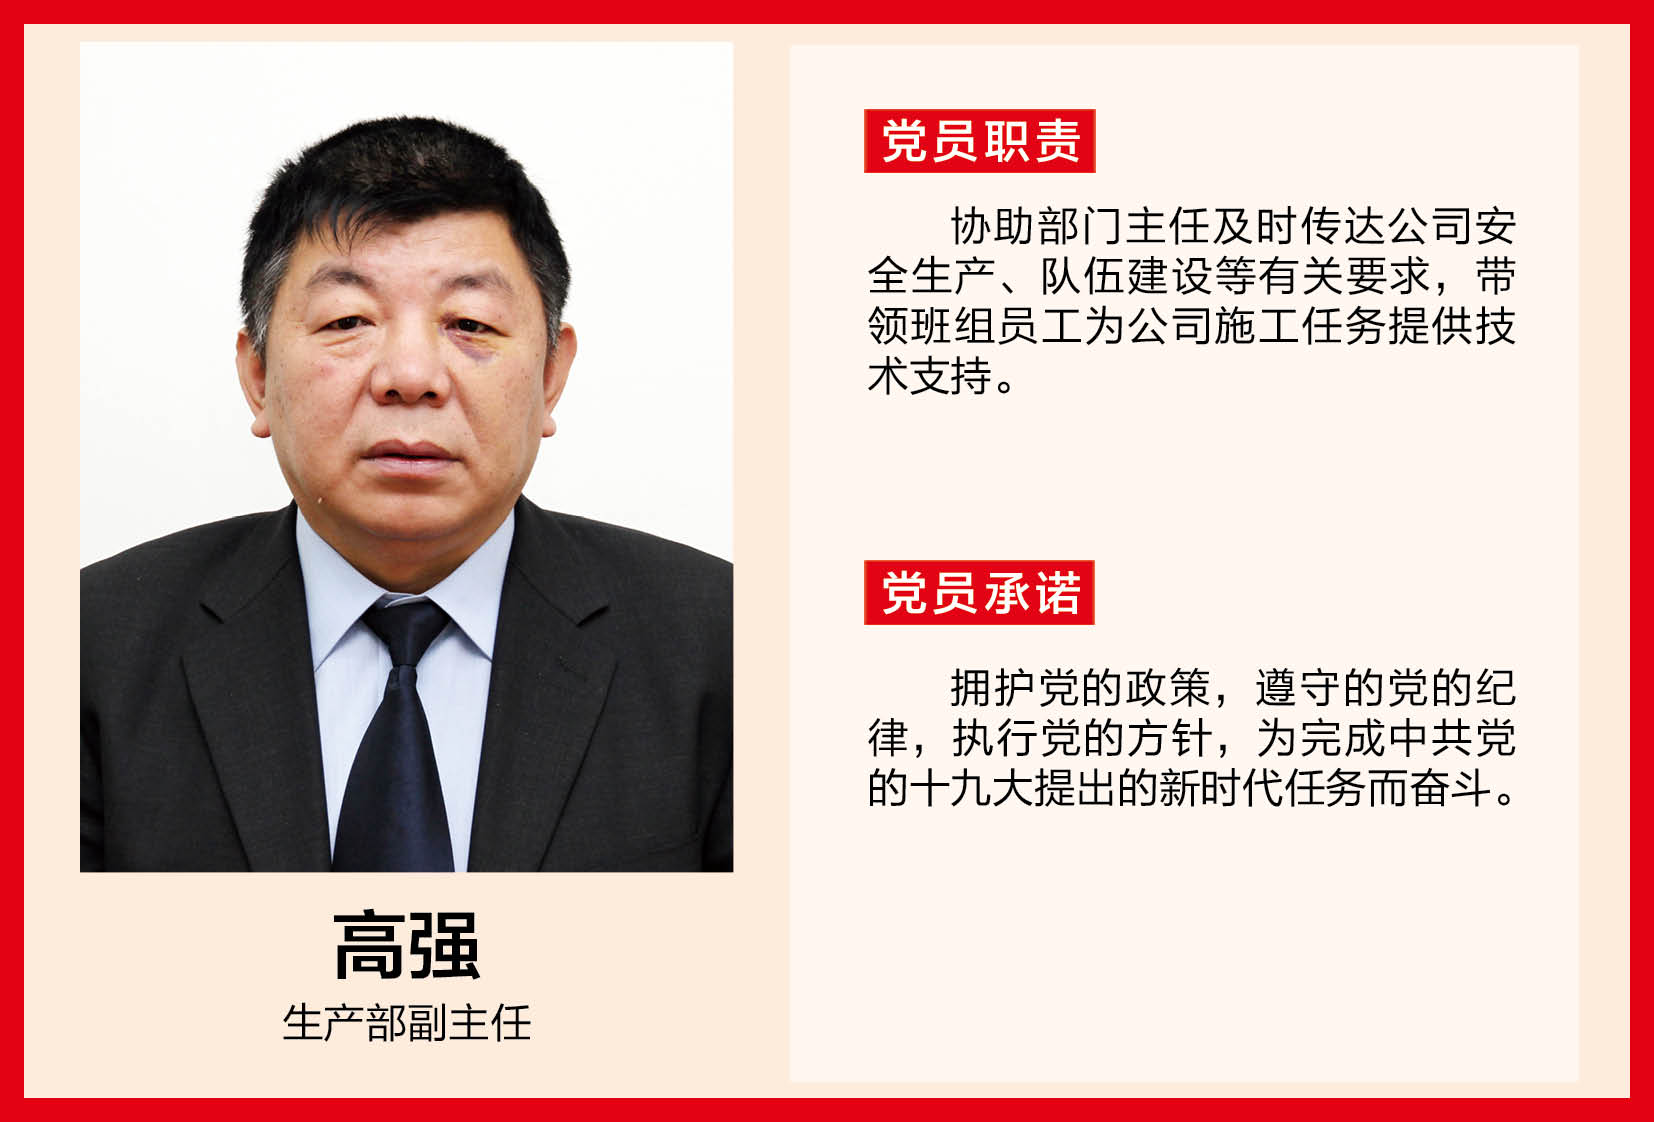 高强
生产部副主任
党员职责
协助部门主任及时传达公司安
全生产、队伍建设等有关要求，带
领班组员工为公司施工任务提供技
术支持。
党员承诺
拥护党的政策，遵守的党的纪
律，执行党的方针，为完成中共党
的十九大提出的新时代任务而奋斗。